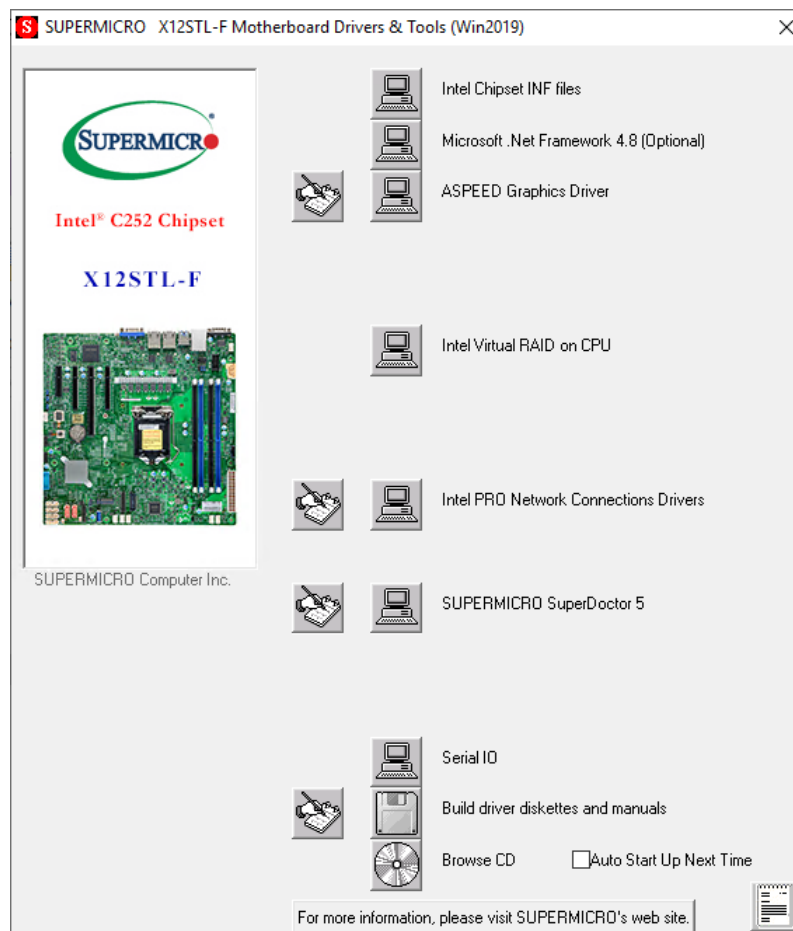 S SUPERMICRO X12STL-F Motherboard Drivers & Tools (Win2019)
SUPERMICRO
Intel® C252 Chipset
X12STL-F
SUPERMICRO Computer Inc.
Intel Chipset INF files
Microsoft .Net Framework 4.8 (Optional)
ASPEED Graphics Driver
Intel Virtual RAID on CPU
Intel PRO Network Connections Drivers
SUPERMICRO SuperDoctor 5
Serial IO
Build driver diskettes and manuals
Browse CD Auto Start Up Next Time
For more information, please visit SUPERMICRO's web site.